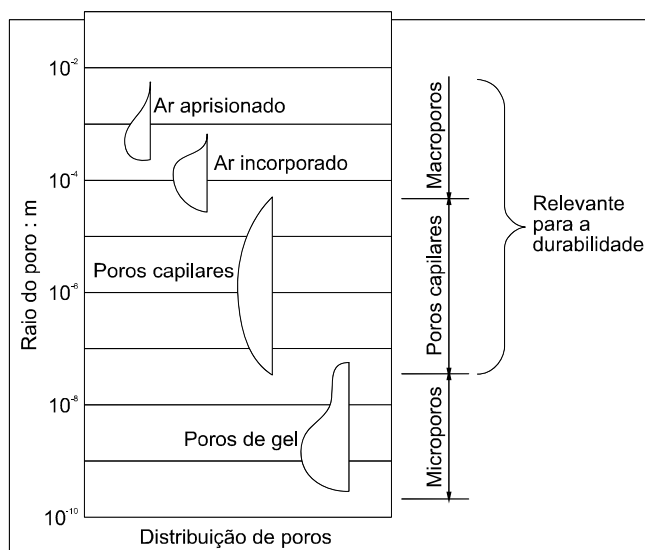 10⁻²
10⁻⁴
10⁻⁶
10⁻⁸
10⁻¹⁰
Raio do poro : m
Ar aprisionado
Ar incorporado
Poros capilares
Poros de gel
Distribuição de poros
Macroporos
Poros capilares
Microporos
Relevante
para a
durabilidade